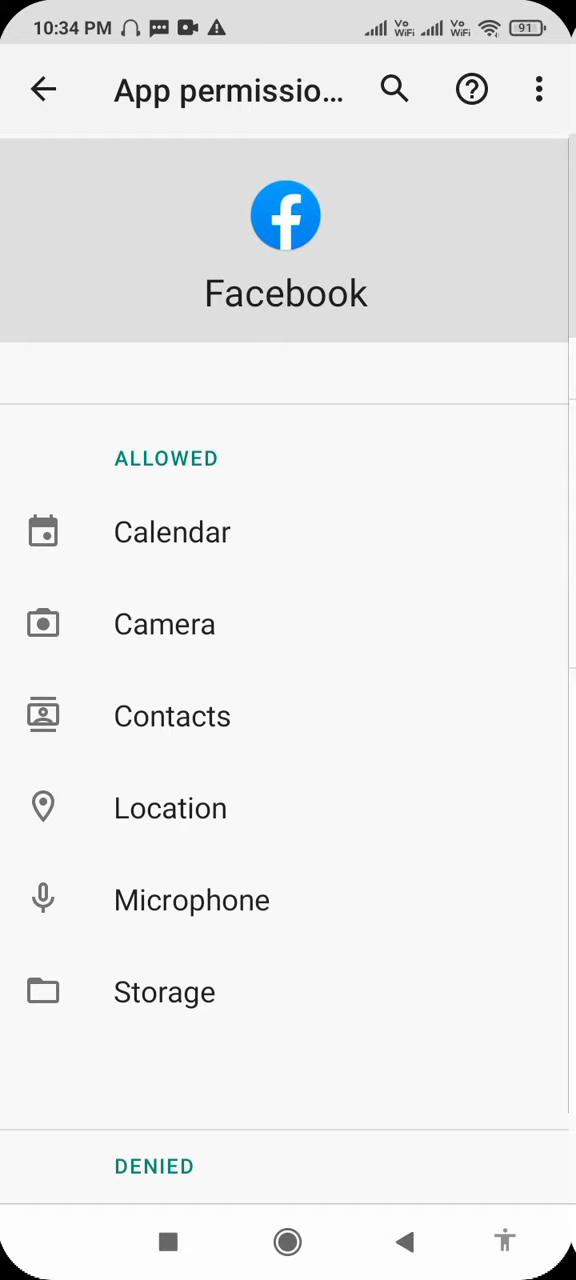 10:34 PM Vo WiFi Vo WiFi 91
App permissio...
Facebook
ALLOWED
Calendar
Camera
Contacts
Location
Microphone
Storage
DENIED